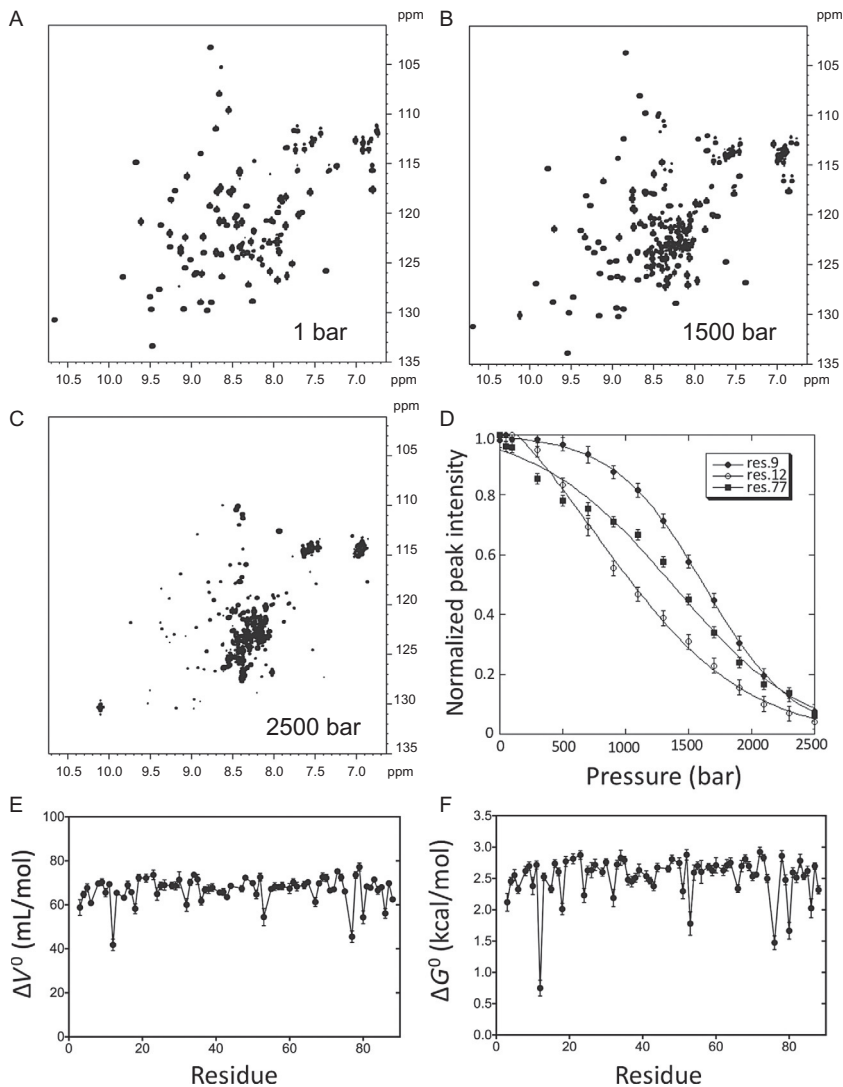 A
ppm
105
110
115
120
125
130
135
1 bar
10.5 10.0 9.5 9.0 8.5 8.0 7.5 7.0 ppm
B
ppm
105
110
115
120
125
130
135
1500 bar
10.5 10.0 9.5 9.0 8.5 8.0 7.5 7.0 ppm
C
ppm
105
110
115
120
125
130
135
2500 bar
10.5 10.0 9.5 9.0 8.5 8.0 7.5 7.0 ppm
D
Normalized peak intensity
1.0
0.8
0.6
0.4
0.2
0
res.9
res.12
res.77
0 500 1000 1500 2000 2500
Pressure (bar)
E
ΔV⁰ (mL/mol)
100
80
60
40
20
0
0 20 40 60 80
Residue
F
ΔG⁰ (kcal/mol)
3.5
3.0
2.5
2.0
1.5
1.0
0.5
0.0
0 20 40 60 80
Residue